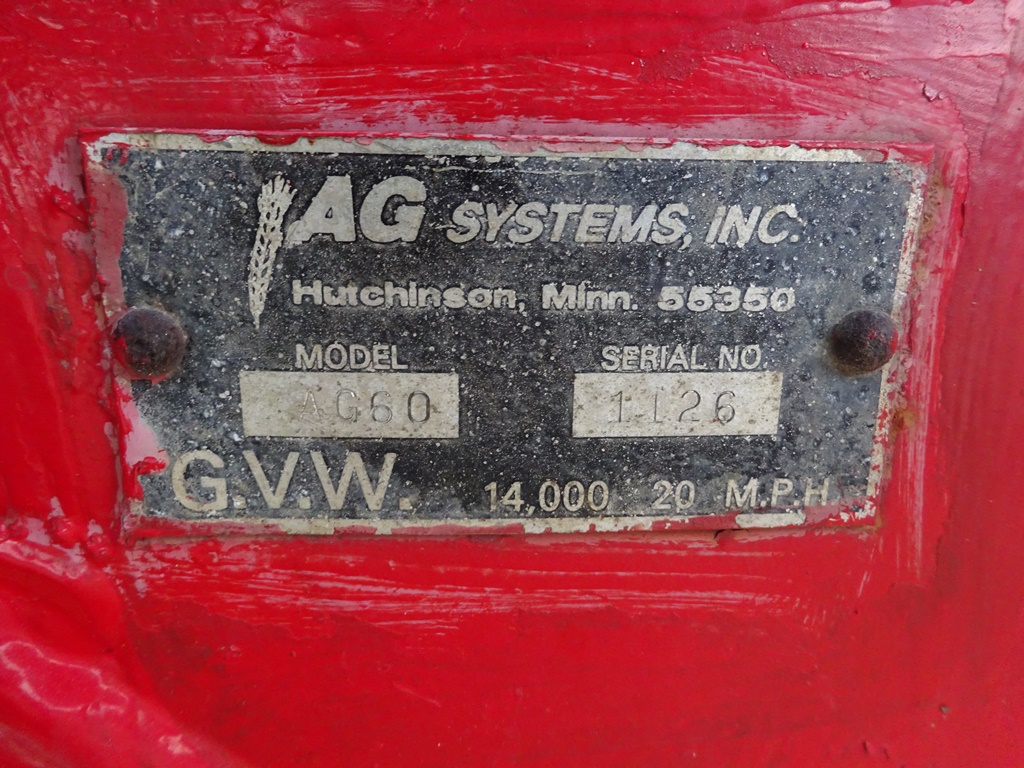 AG SYSTEMS, INC.
Hutchinson, Minn. 55350
MODEL SERIAL NO.
AG60 1126
G.V.W. 14,000 20 M.P.H